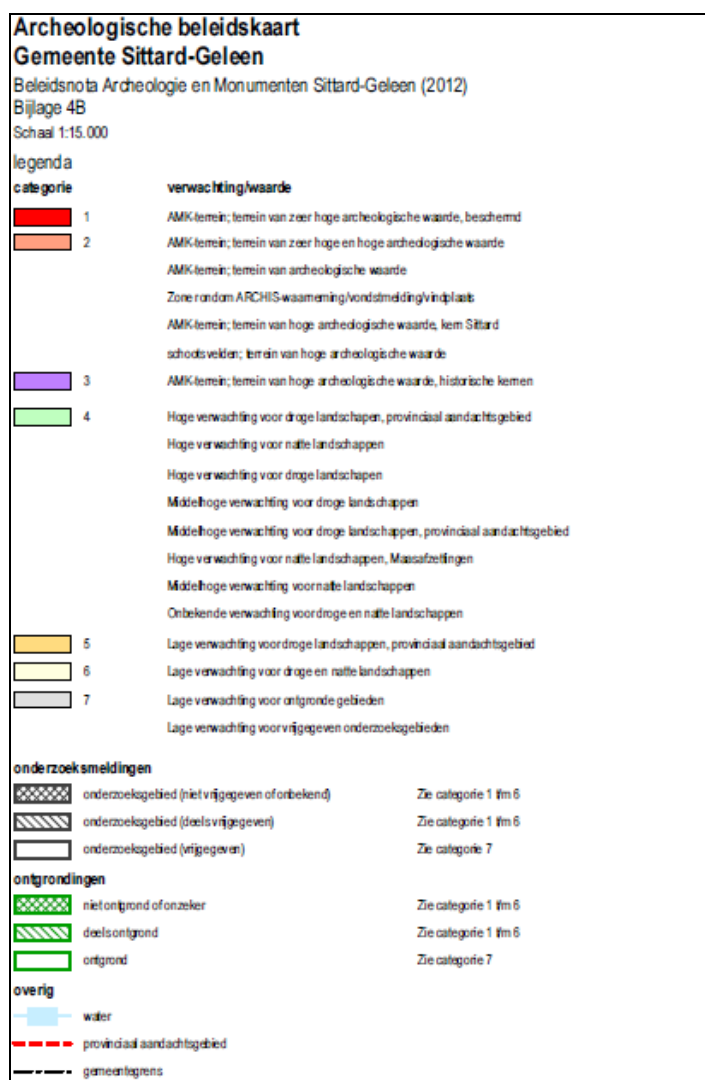 Archeologische beleidskaart
Gemeente Sittard-Geleen
Beleidsnota Archeologie en Monumenten Sittard-Geleen (2012)
Bijlage 4B
Schaal 1:15.000
legenda
categorie verwachting/waarde
1 AMK-terrein; terrein van zeer hoge archeologische waarde, beschermd
2 AMK-terrein; terrein van zeer hoge en hoge archeologische waarde
AMK-terrein; terrein van archeologische waarde
Zone rondom ARCHIS-waarneming/vondstmelding/vindplaats
AMK-terrein; terrein van hoge archeologische waarde, kern Sittard
schootsvelden; terrein van hoge archeologische waarde
3 AMK-terrein; terrein van hoge archeologische waarde, historische kernen
4 Hoge verwachting voor droge landschapen, provinciaal aandachtsgebied
Hoge verwachting voor natte landschappen
Hoge verwachting voor droge landschapen
Middelhoge verwachting voor droge landschappen
Middelhoge verwachting voor droge landschappen, provinciaal aandachtsgebied
Hoge verwachting voor natte landschappen, Maasafzettingen
Middelhoge verwachting voor natte landschappen
Onbekende verwachting voor droge en natte landschappen
5 Lage verwachting voor droge landschappen, provinciaal aandachtsgebied
6 Lage verwachting voor droge en natte landschappen
7 Lage verwachting voor ontgronde gebieden
Lage verwachting voor vrijgegeven onderzoeksgebieden
onderzoeksmeldingen
onderzoeksgebied (niet vrijgegeven of onbekend) Zie categorie 1 t/m 6
onderzoeksgebied (deels vrijgegeven) Zie categorie 1 t/m 6
onderzoeksgebied (vrijgegeven) Zie categorie 7
ontgrondingen
niet ontgrond of onzeker Zie categorie 1 t/m 6
deels ontgrond Zie categorie 1 t/m 6
ontgrond Zie categorie 7
overig
water
provinciaal aandachtsgebied
gemeentegrens